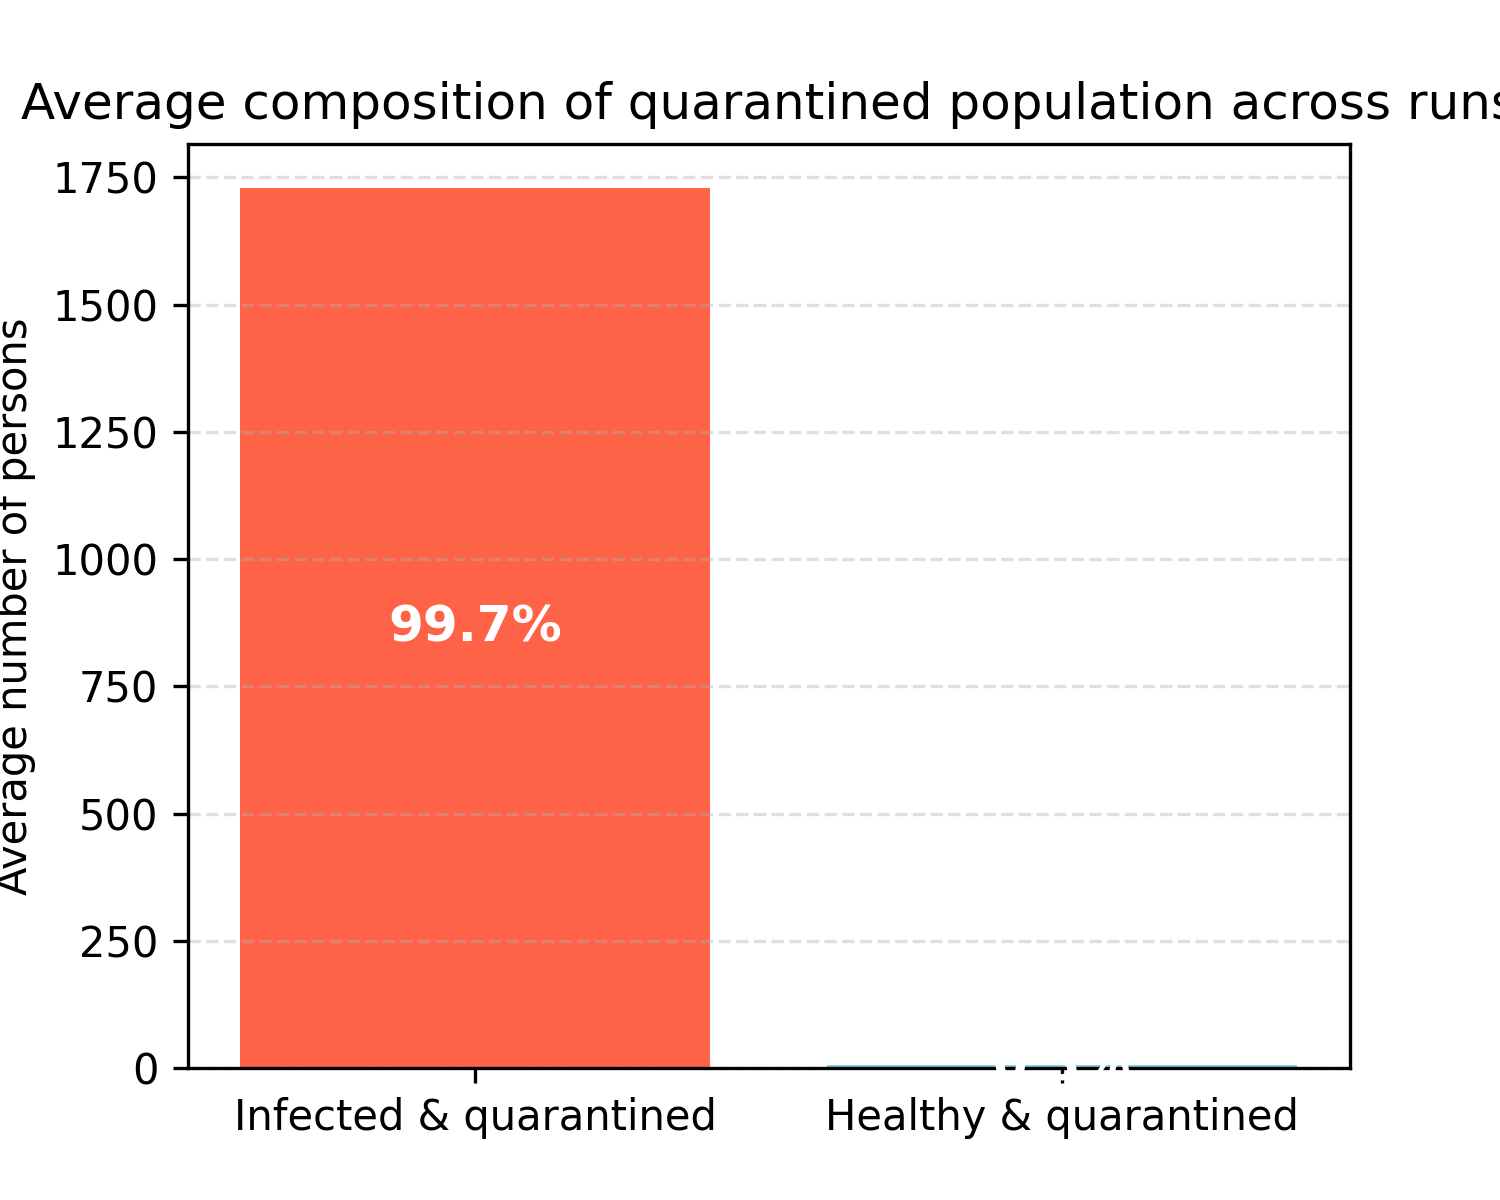 Average composition of quarantined population across runs
1750
1500
1250
1000
750
500
250
0
Average number of persons
99.7%
Infected & quarantined
Healthy & quarantined